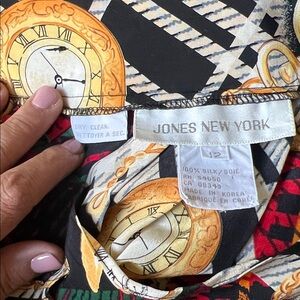 DRY CLEAN
NETTOYER A SEC
JONES NEW YORK
12
100% SILK/SOIE
RN 54050
CA 00349
MADE IN KOREA
FABRIQUE EN COREE